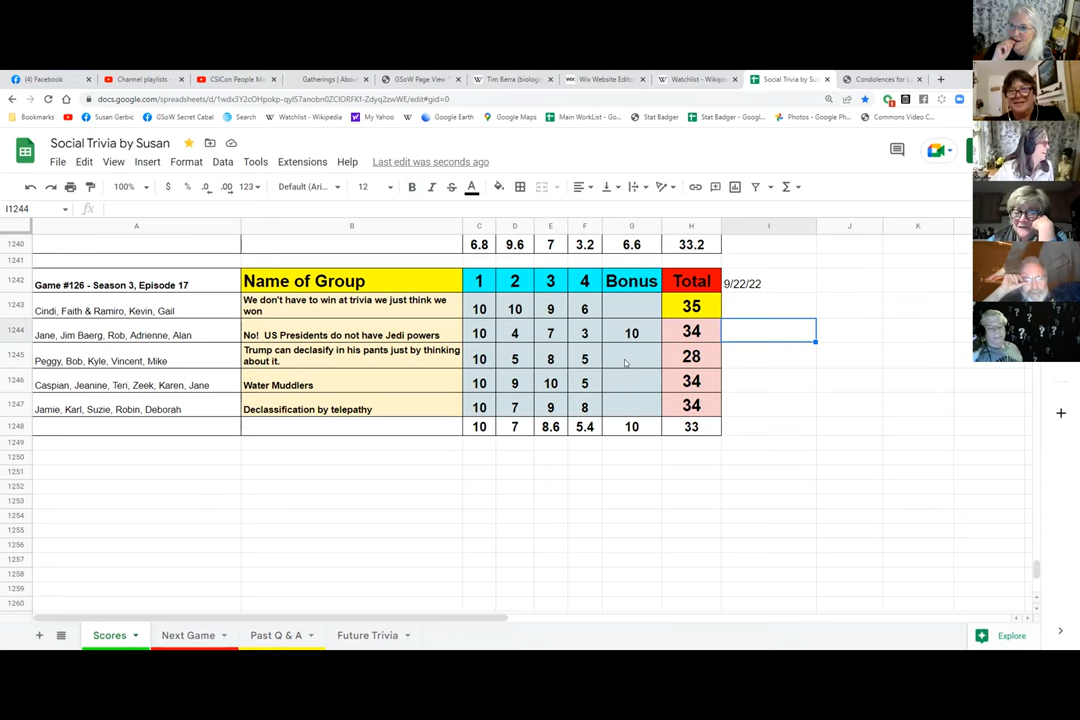 (4) Facebook
Channel playlists -
CSICon People M
Gatherings | Abou
GSoW Page View T
Tim Berra (biologi
Wix Website Edito
Watchlist - Wikipe
Social Trivia by Sus
Condolences for L
docs.google.com/spreadsheets/d/
Bookmarks
Susan Gerbic
GSoW Secret Cabal
Search
Watchlist - Wikipedia
My Yahoo
Google Earth
Google Maps
Main WorkList - Go...
Stat Badger
Stat Badger - Googl...
Photos - Google Ph...
Commons Video C...
Social Trivia by Susan
File Edit View Insert Format Data Tools Extensions Help Last edit was seconds ago
100% $ % .0 .00 123 Default (Ari... 12 B I S A
I1244 fx
A B C D E F G H I J K
1240 6.8 9.6 7 3.2 6.6 33.2
1241
1242 Game #126 - Season 3, Episode 17 Name of Group 1 2 3 4 Bonus Total 9/22/22
We don't have to win at trivia we just think we
1243 Cindi, Faith & Ramiro, Kevin, Gail won 10 10 9 6 35
1244 Jane, Jim Baerg, Rob, Adrienne, Alan No! US Presidents do not have Jedi powers 10 4 7 3 10 34
Trump can declasify in his pants just by thinking
1245 Peggy, Bob, Kyle, Vincent, Mike about it. 10 5 8 5 28
1246 Caspian, Jeanine, Teri, Zeek, Karen, Jane Water Muddlers 10 9 10 5 34
1247 Jamie, Karl, Suzie, Robin, Deborah Declassification by telepathy 10 7 9 8 34
1248 10 7 8.6 5.4 10 33
1249
1250
1251
1252
1253
1254
1255
1256
1257
1258
1259
1260
Scores Next Game Past Q & A Future Trivia Explore